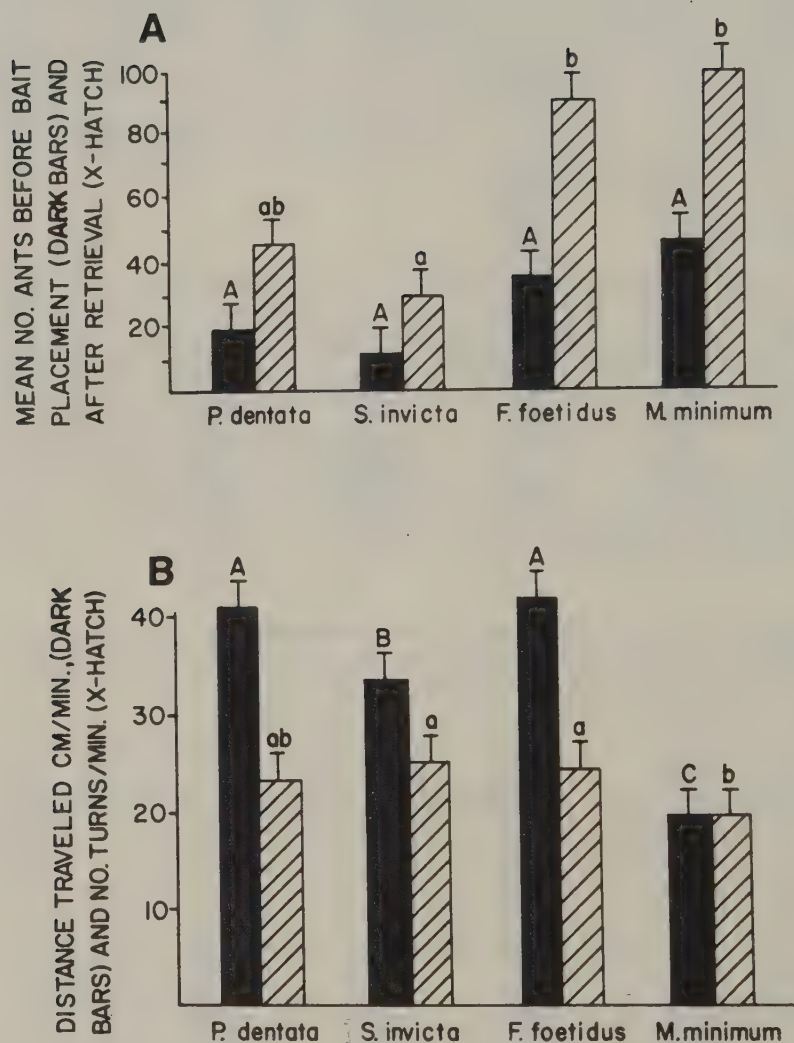 A
MEAN NO. ANTS BEFORE BAIT
PLACEMENT (DARK BARS) AND
AFTER RETRIEVAL (X-HATCH)
100
80
60
40
20
A
ab
A
a
A
b
A
b
P. dentata
S. invicta
F. foetidus
M. minimum
B
DISTANCE TRAVELED CM/MIN.,(DARK
BARS) AND NO. TURNS/MIN. (X-HATCH)
40
30
20
10
A
ab
B
a
A
a
C
b
P. dentata
S. invicta
F. foetidus
M. minimum